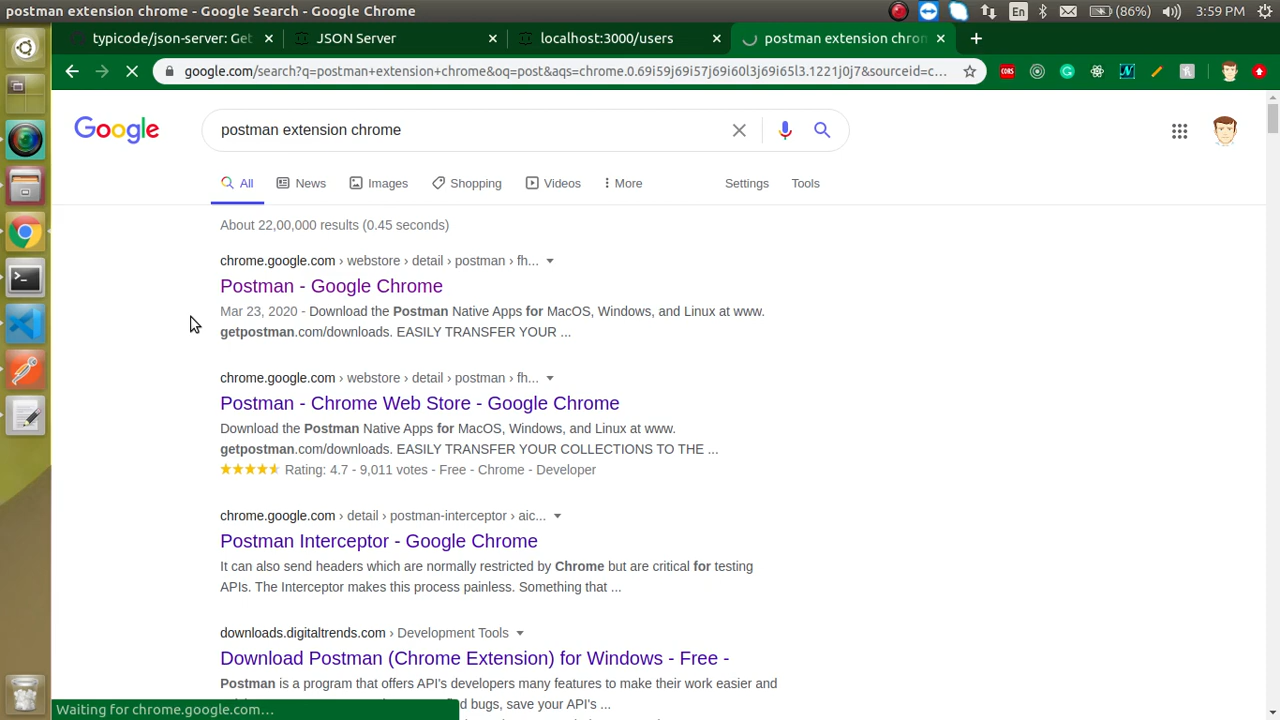 postman extension chrome - Google Search - Google Chrome
En
(86%)
3:59 PM
typicode/json-server: Get
JSON Server
localhost:3000/users
postman extension chrom
google.com/search?q=postman+extension+chrome&oq=post&aqs=chrome.0.69i59j69i57j69i60l3j69i65l3.1221j0j7&sourceid=c...
CORS
Google
postman extension chrome
All
News
Images
Shopping
Videos
More
Settings
Tools
About 22,00,000 results (0.45 seconds)
chrome.google.com › webstore › detail › postman › fh...
Postman - Google Chrome
Mar 23, 2020 - Download the Postman Native Apps for MacOS, Windows, and Linux at www.
getpostman.com/downloads. EASILY TRANSFER YOUR ...
chrome.google.com › webstore › detail › postman › fh...
Postman - Chrome Web Store - Google Chrome
Download the Postman Native Apps for MacOS, Windows, and Linux at www.
getpostman.com/downloads. EASILY TRANSFER YOUR COLLECTIONS TO THE ...
Rating: 4.7 - 9,011 votes - Free - Chrome - Developer
chrome.google.com › detail › postman-interceptor › aic...
Postman Interceptor - Google Chrome
It can also send headers which are normally restricted by Chrome but are critical for testing
APIs. The Interceptor makes this process painless. Something that ...
downloads.digitaltrends.com › Development Tools
Download Postman (Chrome Extension) for Windows - Free -
Postman is a program that offers API's developers many features to make their work easier and
bugs, save your API's ...
Waiting for chrome.google.com...